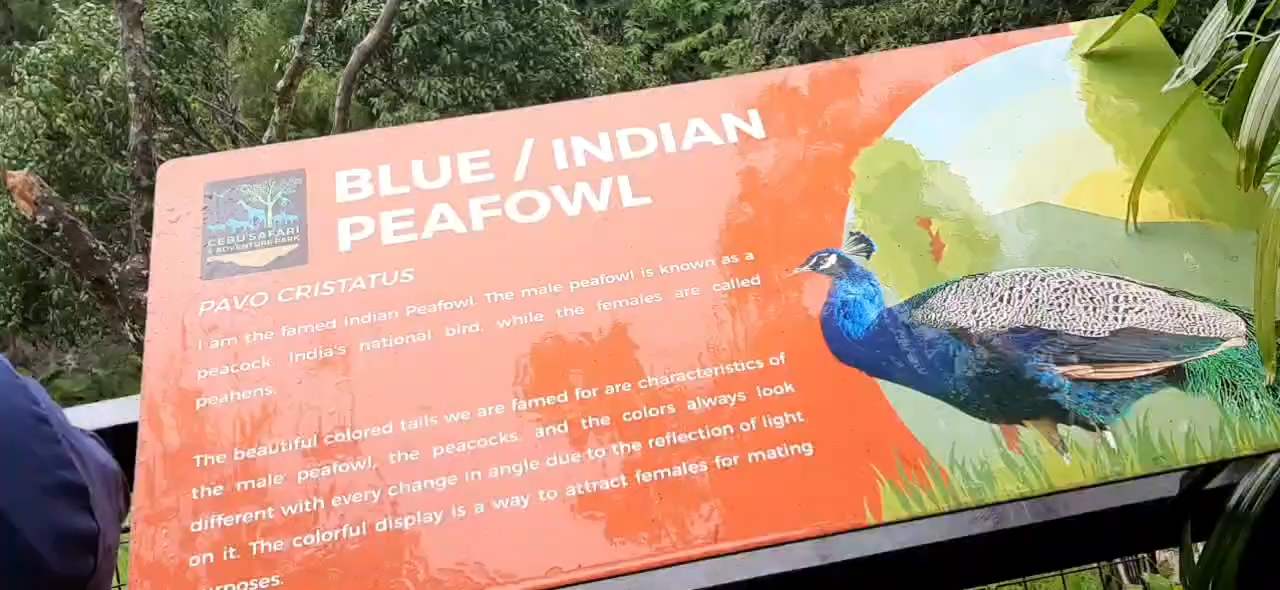 BLUE / INDIAN
PEAFOWL
CEBU SAFARI
& ADVENTURE PARK
PAVO CRISTATUS
I am the famed Indian Peafowl. The male peafowl is known as a
peacock, India's national bird, while the females are called
peahens.
The beautiful colored tails we are famed for are characteristics of
the male peafowl, the peacocks, and the colors always look
different with every change in angle due to the reflection of light
on it. The colorful display is a way to attract females for mating
urposes.